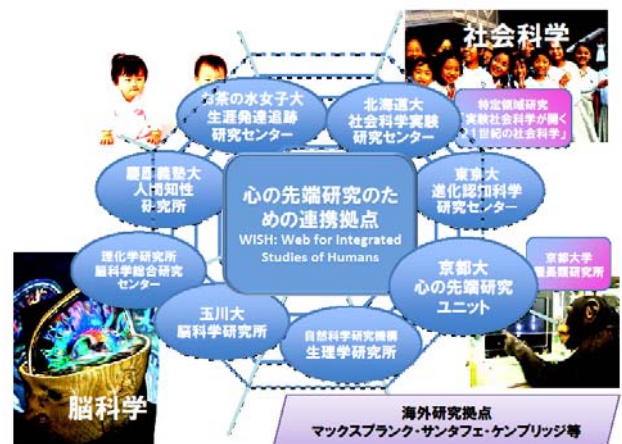 社会科学
お茶の水女子大
生涯発達追跡
研究センター
北海道大
社会科学実験
研究センター
特定領域研究
「実験社会科学が開く
21世紀の社会科学」
慶應義塾大
人間知性
研究所
心の先端研究のた
めの連携拠点
WISH: Web for Integrated
Studies of Humans
東京大
進化認知科学
研究センター
理化学研究所
脳科学総合研究
センター
京都大
心の先端研究
ユニット
京都大学
霊長類研究所
玉川大
脳科学研究所
自然科学研究機構
生理学研究所
脳科学
海外研究拠点
マックスプランク・サンタフェ・ケンブリッジ等